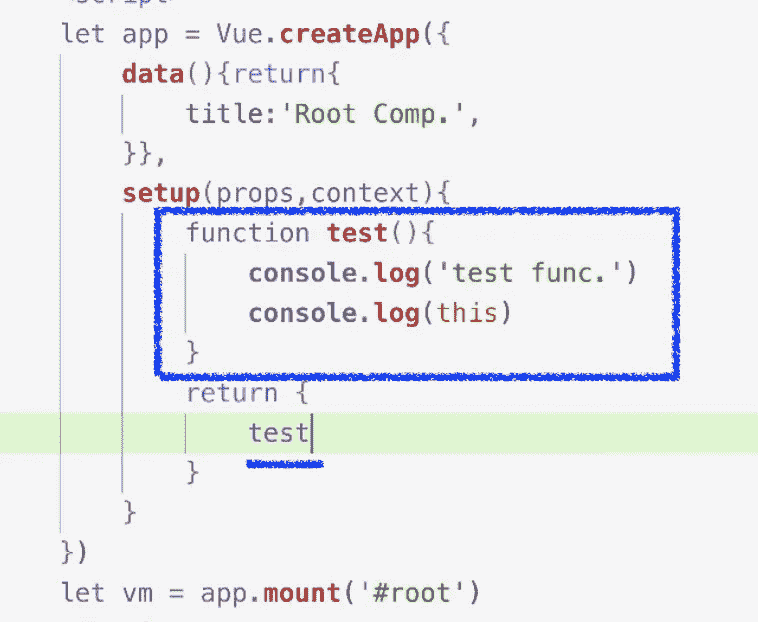 let app = Vue.createApp({
data(){return{
title:'Root Comp.',
}},
setup(props,context){
function test(){
console.log('test func.')
console.log(this)
}
return {
test
}
}
})
let vm = app.mount('#root')